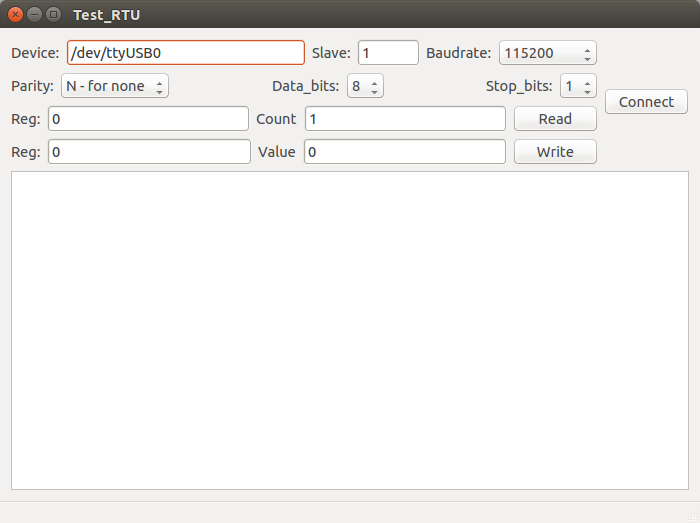 Test_RTU
Device: /dev/ttyUSB0 Slave: 1 Baudrate: 115200
Parity: N - for none Data_bits: 8 Stop_bits: 1
Connect
Reg: 0 Count 1 Read
Reg: 0 Value 0 Write